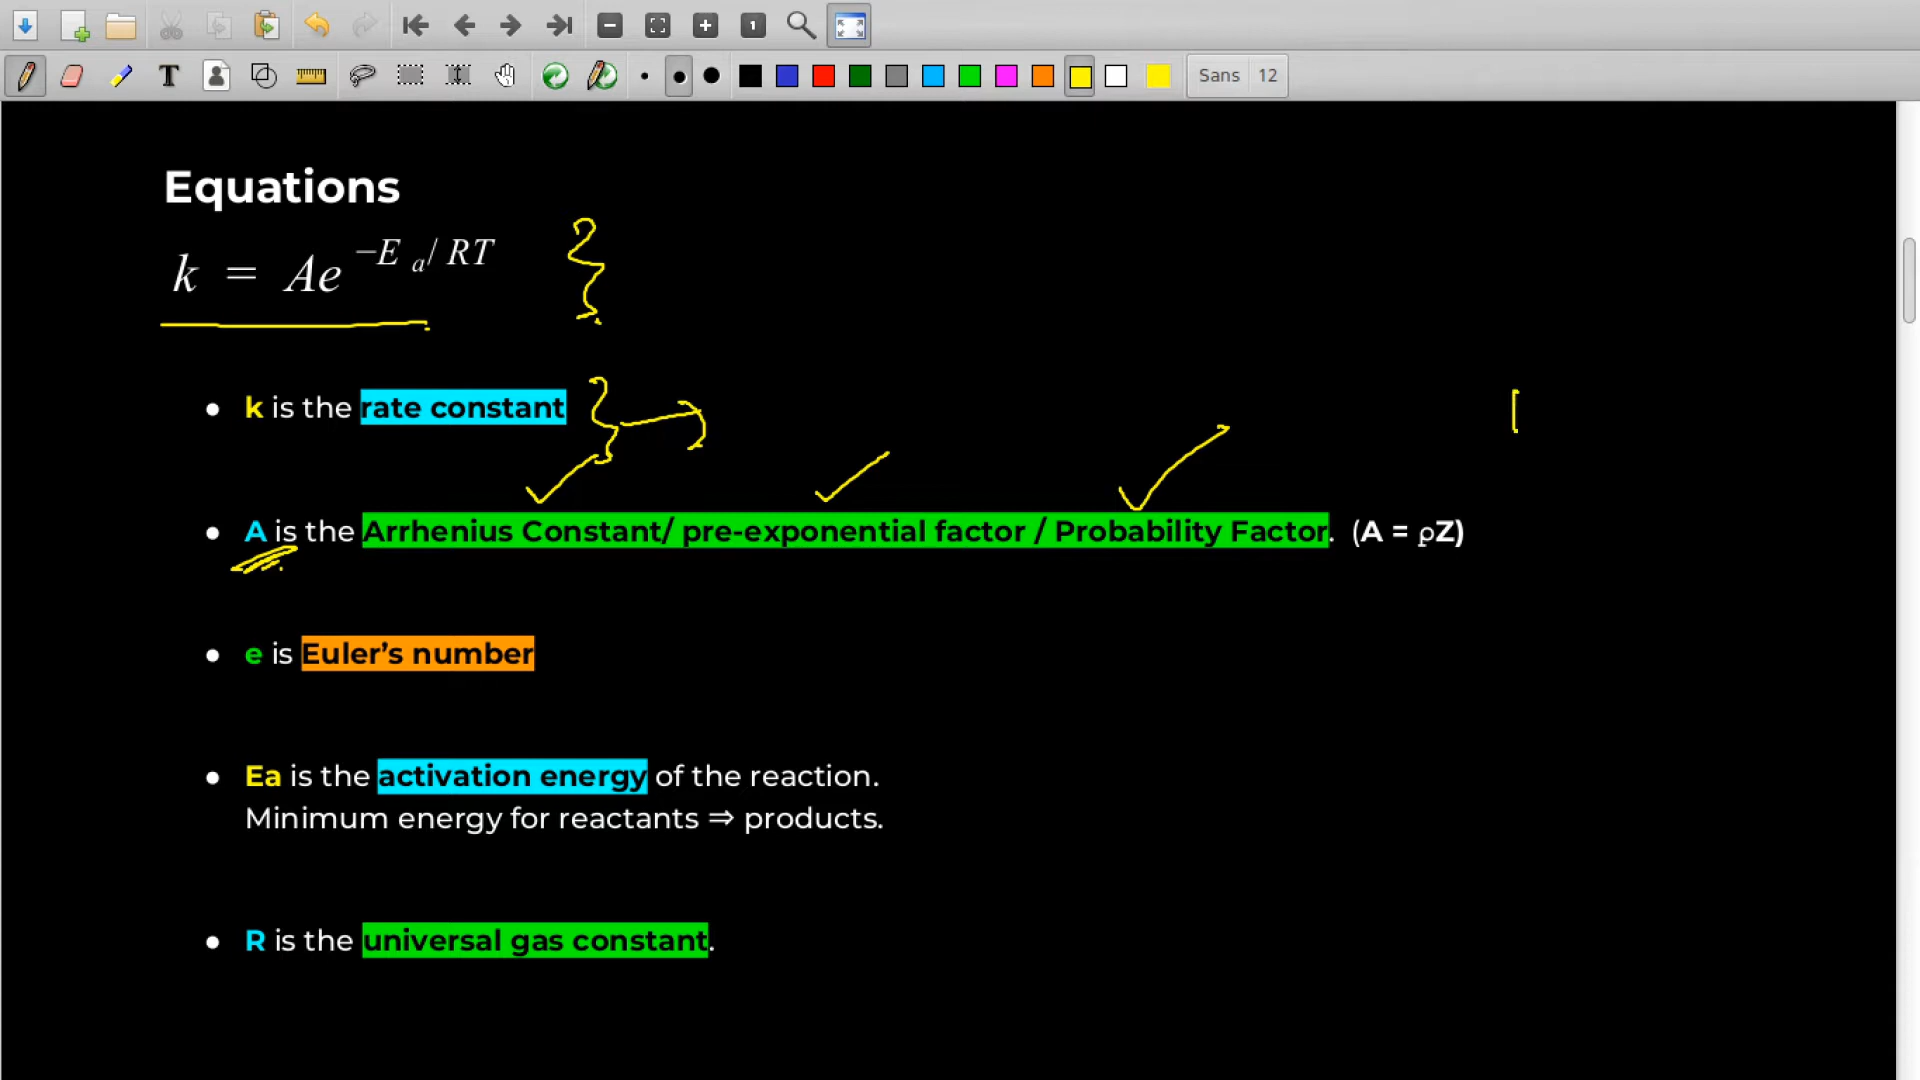 1
T
Sans 12
Equations
k = Ae −E a/ RT
● k is the rate constant
● A is the Arrhenius Constant/ pre-exponential factor / Probability Factor. (A = ρZ)
● e is Euler’s number
● Ea is the activation energy of the reaction.
Minimum energy for reactants ⇒ products.
● R is the universal gas constant.